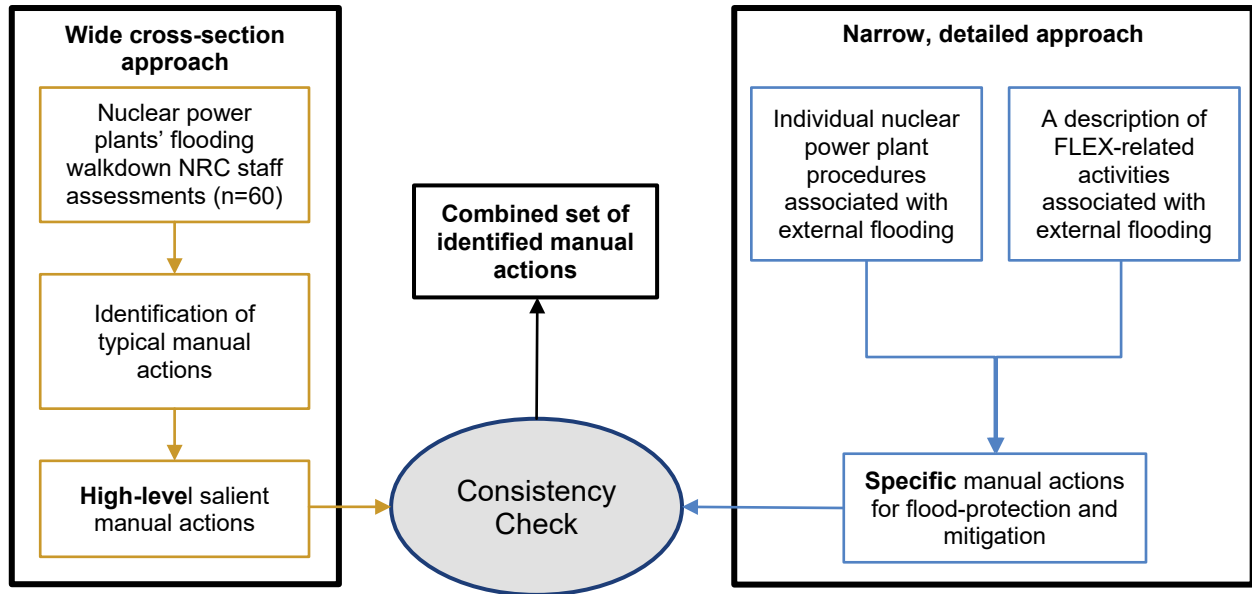 Wide cross-section
approach
Nuclear power
plants’ flooding
walkdown NRC staff
assessments (n=60)
Identification of
typical manual
actions
High-level salient
manual actions
Combined set of
identified manual
actions
Consistency
Check
Narrow, detailed approach
Individual nuclear
power plant
procedures
associated with
external flooding
A description of
FLEX-related
activities
associated with
external flooding
Specific manual actions
for flood-protection and
mitigation